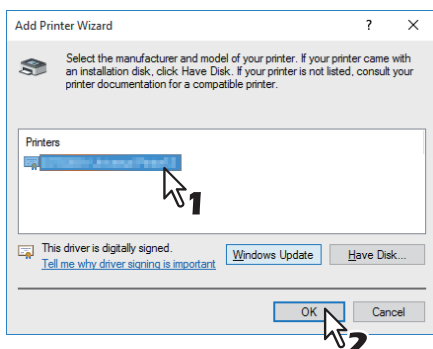 Add Printer Wizard
?
Select the manufacturer and model of your printer. If your printer came with
an installation disk, click Have Disk. If your printer is not listed, consult your
printer documentation for a compatible printer.
Printers
1
This driver is digitally signed.
Tell me why driver signing is important
Windows Update
Have Disk...
OK
Cancel
2